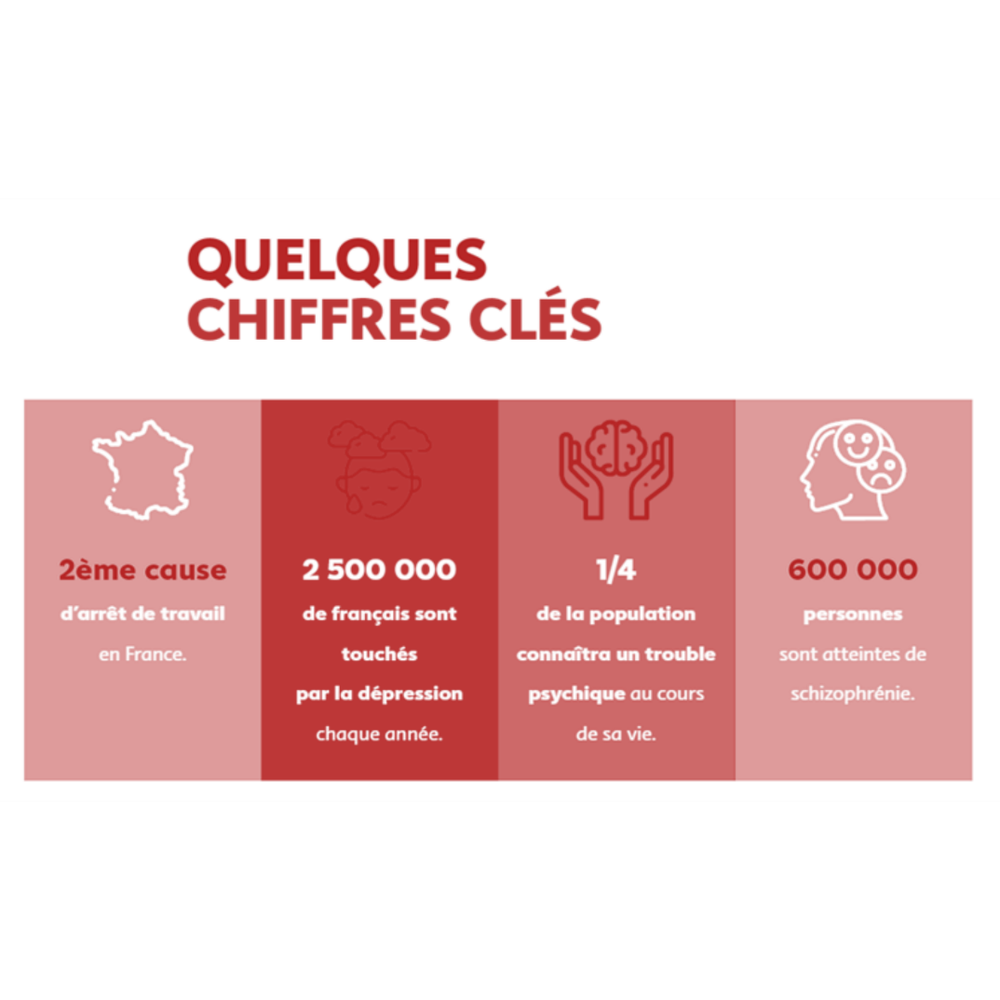 QUELQUES
CHIFFRES CLÉS
2ème cause
d'arrêt de travail
en France.
2 500 000
de français sont
touchés
par la dépression
chaque année.
1/4
de la population
connaîtra un trouble
psychique au cours
de sa vie.
600 000
personnes
sont atteintes de
schizophrénie.